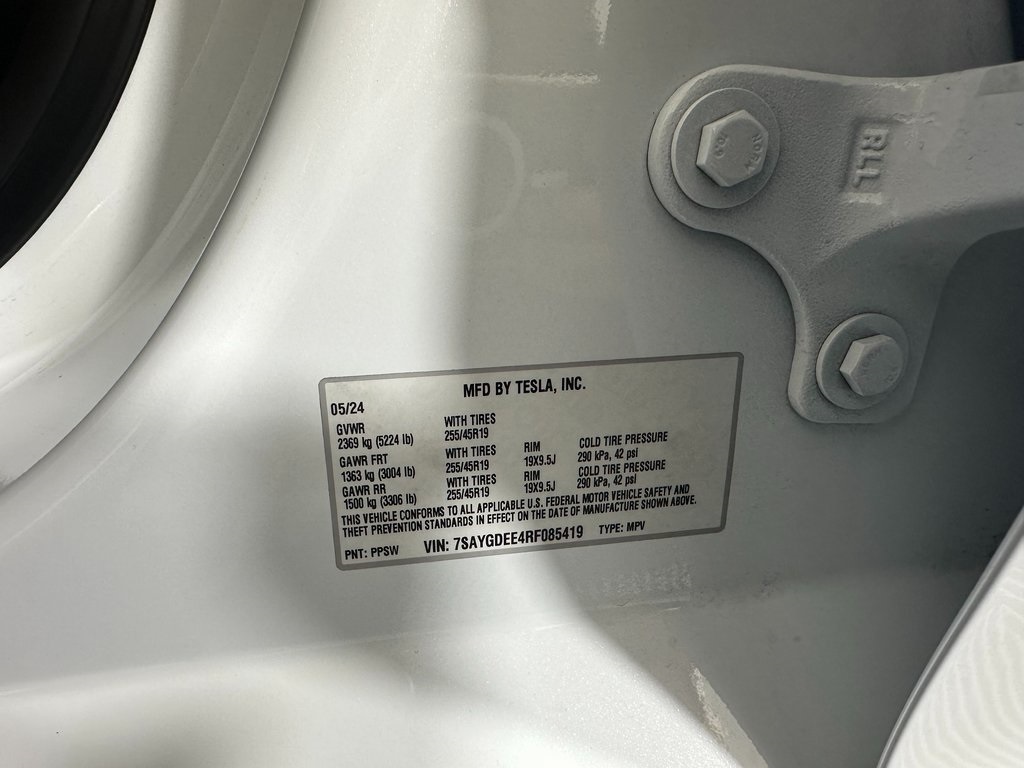 MFD BY TESLA, INC.
05/24
GVWR
2369 kg (5224 lb)
WITH TIRES
255/45R19
GAWR FRT
1363 kg (3004 lb)
WITH TIRES
255/45R19
RIM
19X9.5J
COLD TIRE PRESSURE
290 kPa, 42 psi
GAWR RR
1500 kg (3306 lb)
WITH TIRES
255/45R19
RIM
19X9.5J
COLD TIRE PRESSURE
290 kPa, 42 psi
THIS VEHICLE CONFORMS TO ALL APPLICABLE U.S. FEDERAL MOTOR VEHICLE SAFETY AND
THEFT PREVENTION STANDARDS IN EFFECT ON THE DATE OF MANUFACTURE SHOWN ABOVE.
PNT: PPSW VIN: 7SAYGDEE4RF085419 TYPE: MPV